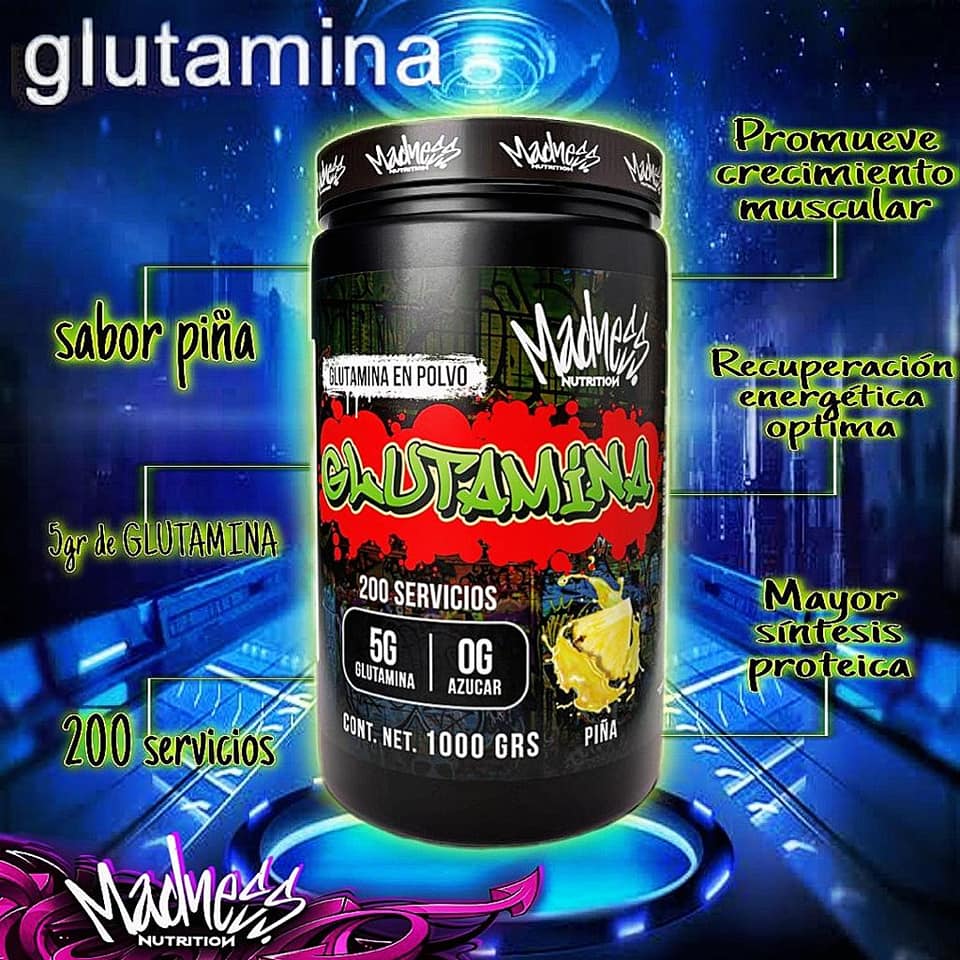 glutamina
Madness
NUTRITION
Madness
NUTRITION
Promueve
crecimiento
muscular
sabor piña
Madness
NUTRITION
GLUTAMINA EN POLVO
Recuperación
energética
optima
GLUTAMINA
5gr de GLUTAMINA
200 SERVICIOS
5G
GLUTAMINA
0G
AZUCAR
Mayor
síntesis
proteica
200 servicios
CONT. NET. 1000 GRS
PIÑA
Madness
NUTRITION